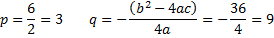 p = 6/2 = 3 q = −(b² − 4ac)/4a = −36/4 = 9